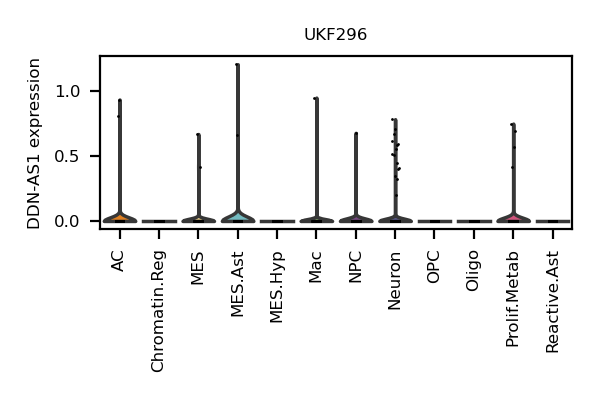 UKF296
DDN-AS1 expression
1.0
0.5
0.0
AC
Chromatin.Reg
MES
MES.Ast
MES.Hyp
Mac
NPC
Neuron
OPC
Oligo
Prolif.Metab
Reactive.Ast